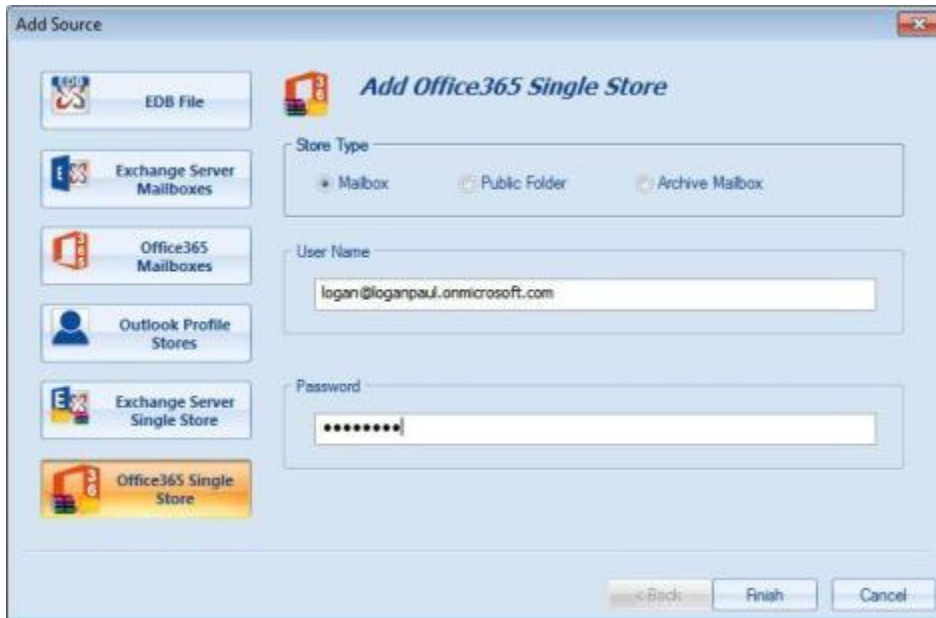 Add Source
EDB File
Exchange Server
Mailboxes
Office365
Mailboxes
Outlook Profile
Stores
Exchange Server
Single Store
Office365 Single
Store
Add Office365 Single Store
Store Type
Mailbox Public Folder Archive Mailbox
User Name
logan@loganpaul.onmicrosoft.com
Password
••••••••
< Back Finish Cancel